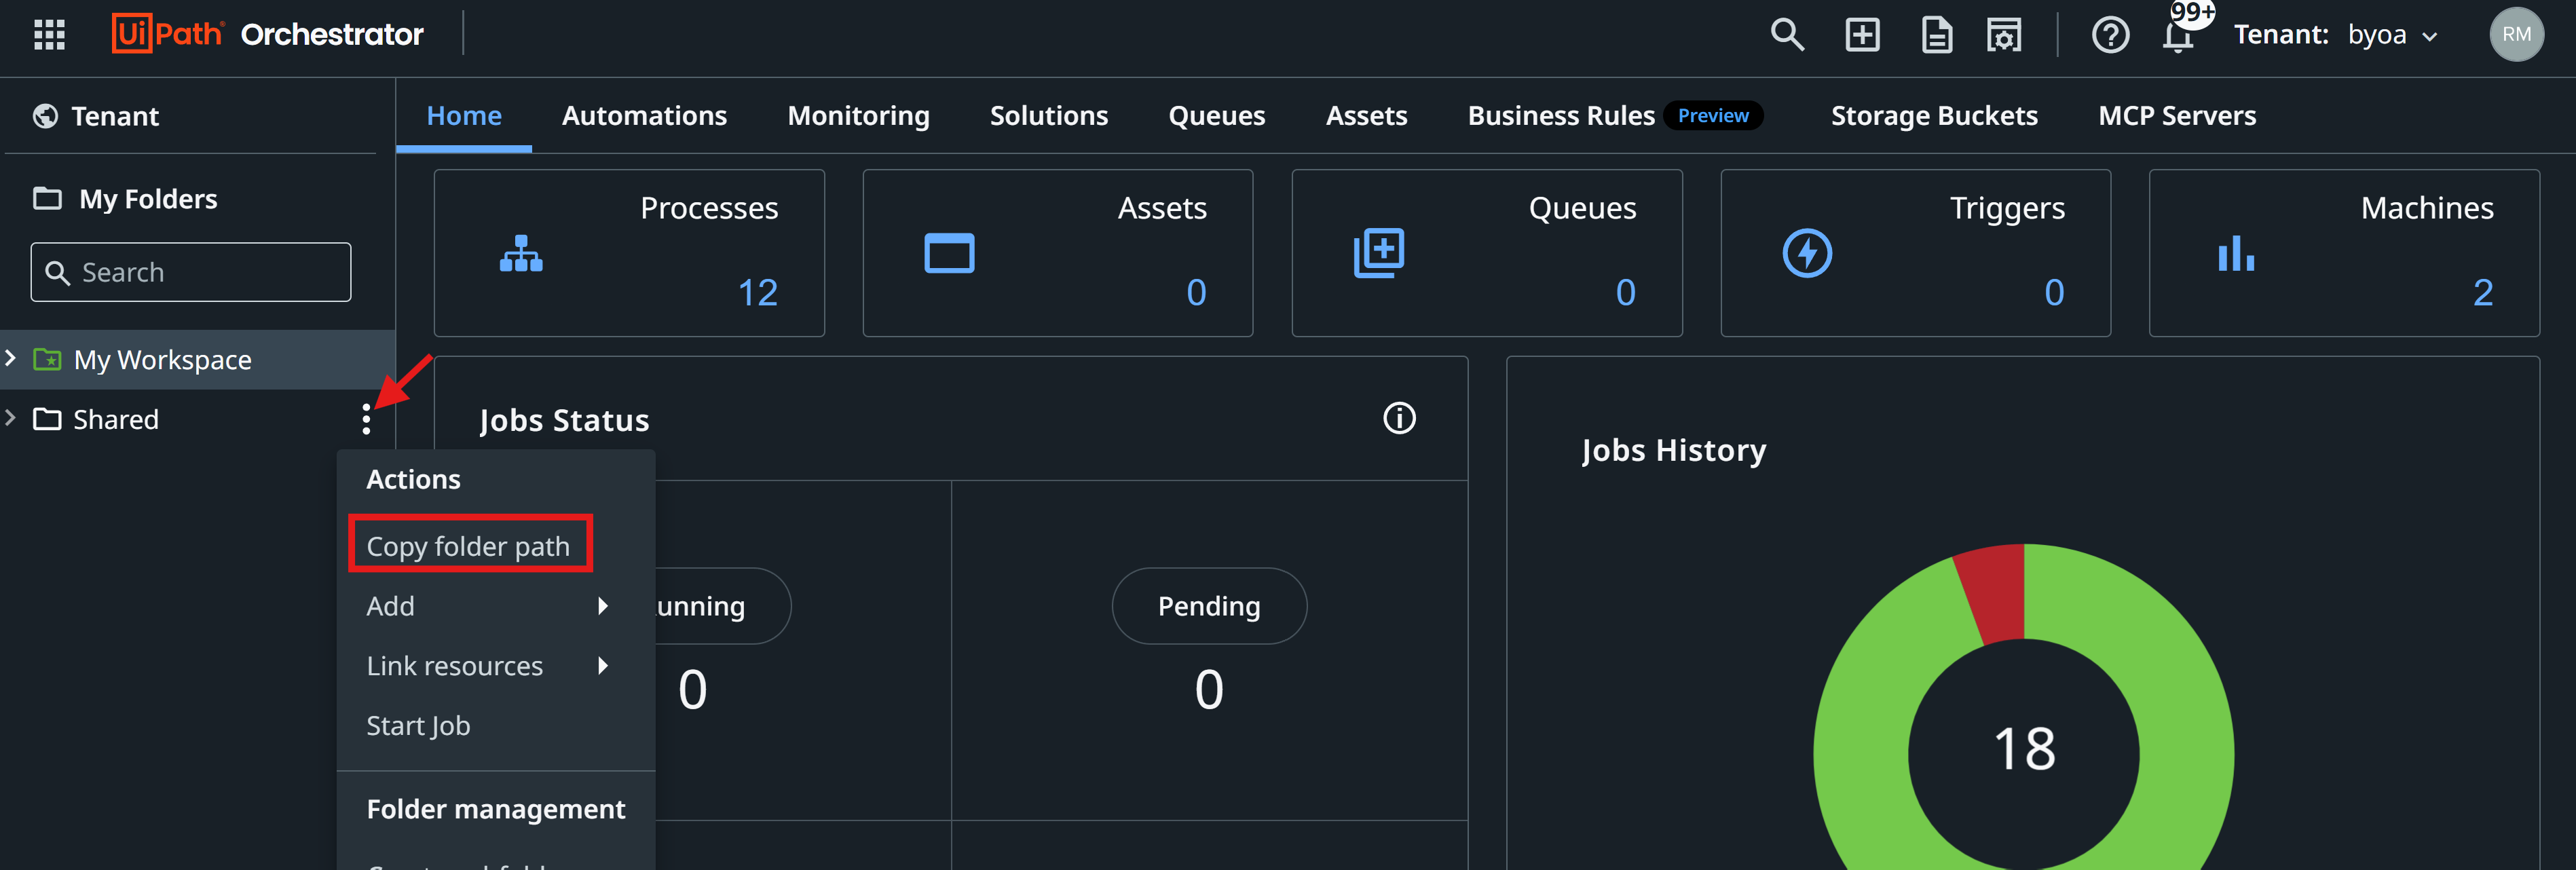 UiPath Orchestrator
99+
Tenant: byoa
RM
Tenant
Home
Automations
Monitoring
Solutions
Queues
Assets
Business Rules
Preview
Storage Buckets
MCP Servers
My Folders
Search
My Workspace
Shared
Processes
12
Assets
0
Queues
0
Triggers
0
Machines
2
Jobs Status
Jobs History
Actions
Copy folder path
Add
Link resources
Start Job
Folder management
unning
0
Pending
0
18